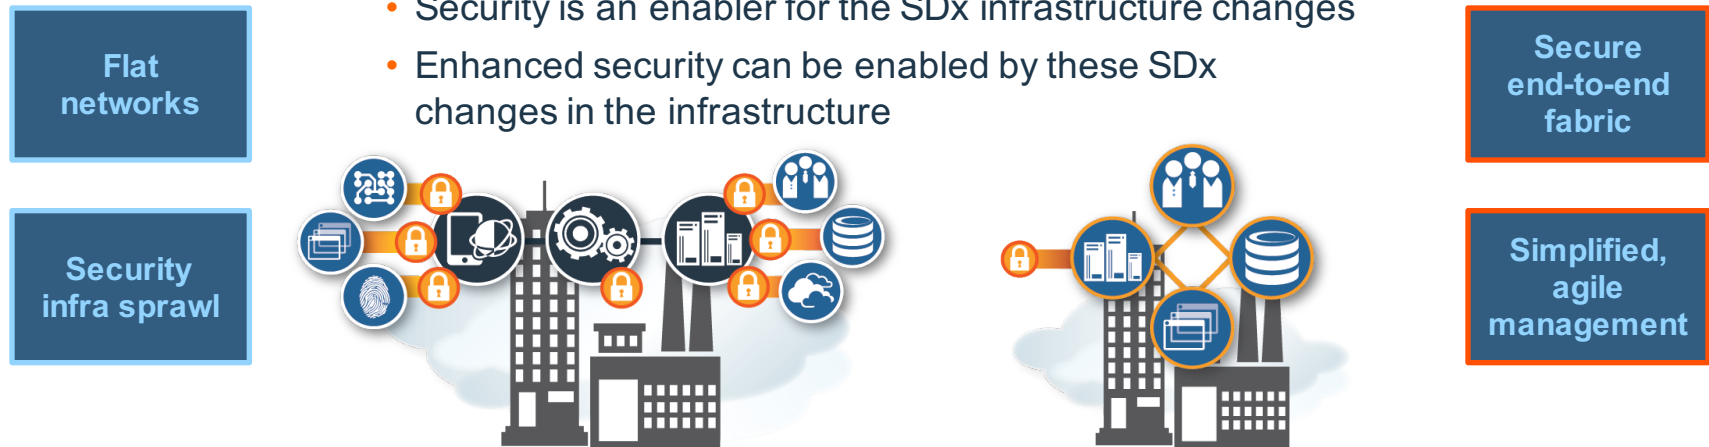 • Security is an enabler for the SDx infrastructure changes
• Enhanced security can be enabled by these SDx
changes in the infrastructure
Flat
networks
Security
infra sprawl
Secure
end-to-end
fabric
Simplified,
agile
management